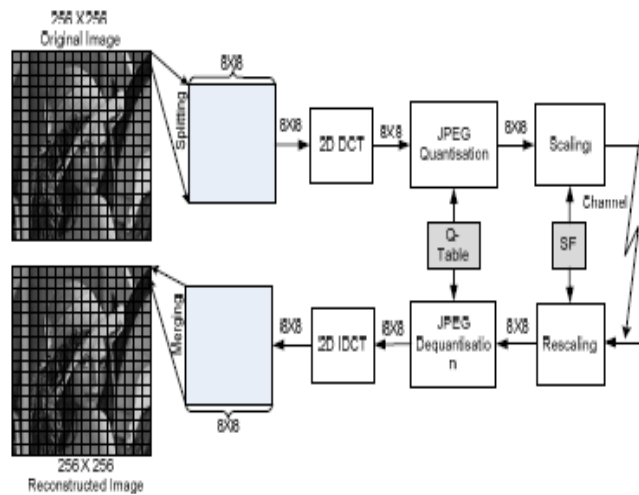 256 X 256
Original Image
8X8
Splitting
8X8
2D DCT
8X8
JPEG
Quantisation
8X8
Scaling
Channel
Q-
Table
SF
Merging
8X8
2D IDCT
8X8
JPEG
Dequantisatio
n
8X8
Rescaling
8X8
256 X 256
Reconstructed Image